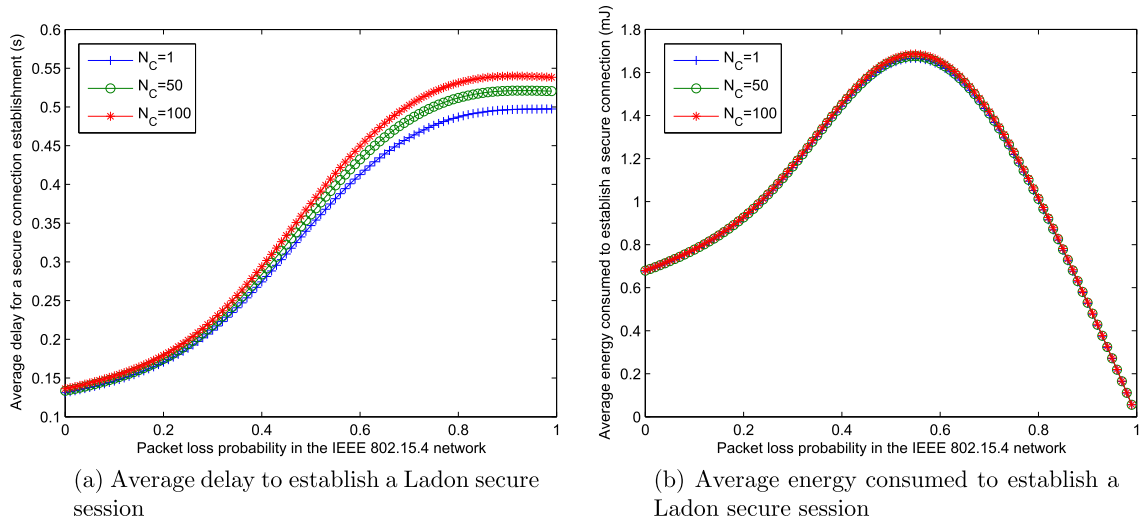 Average delay for a secure connection establishment (s)
0.6
0.55
0.5
0.45
0.4
0.35
0.3
0.25
0.2
0.15
0.1
N_C=1
N_C=50
N_C=100
0
0.2
0.4
0.6
0.8
1
Packet loss probability in the IEEE 802.15.4 network
(a) Average delay to establish a Ladon secure
session
Average energy consumed to establish a secure connection (mJ)
1.8
1.6
1.4
1.2
1
0.8
0.6
0.4
0.2
0
N_C=1
N_C=50
N_C=100
0
0.2
0.4
0.6
0.8
1
Packet loss probability in the IEEE 802.15.4 network
(b) Average energy consumed to establish a
Ladon secure session